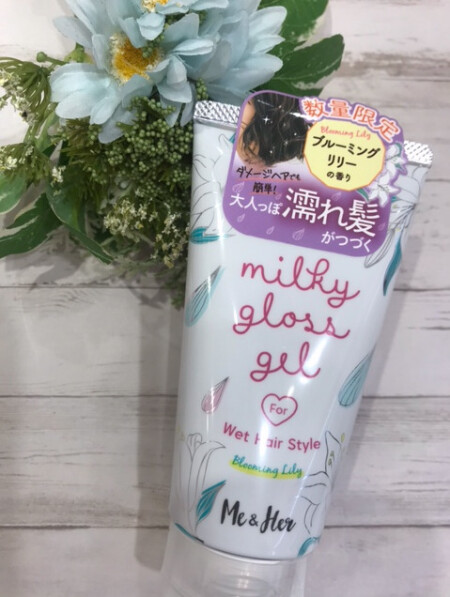 数量限定
Blooming Lily
ブルーミング
リリー
の香り
ダメージヘアでも
簡単!
大人っぽ
濡れ髪
がつづく
milky
gloss
gel
For
Wet Hair Style
Blooming Lily
Me & Her